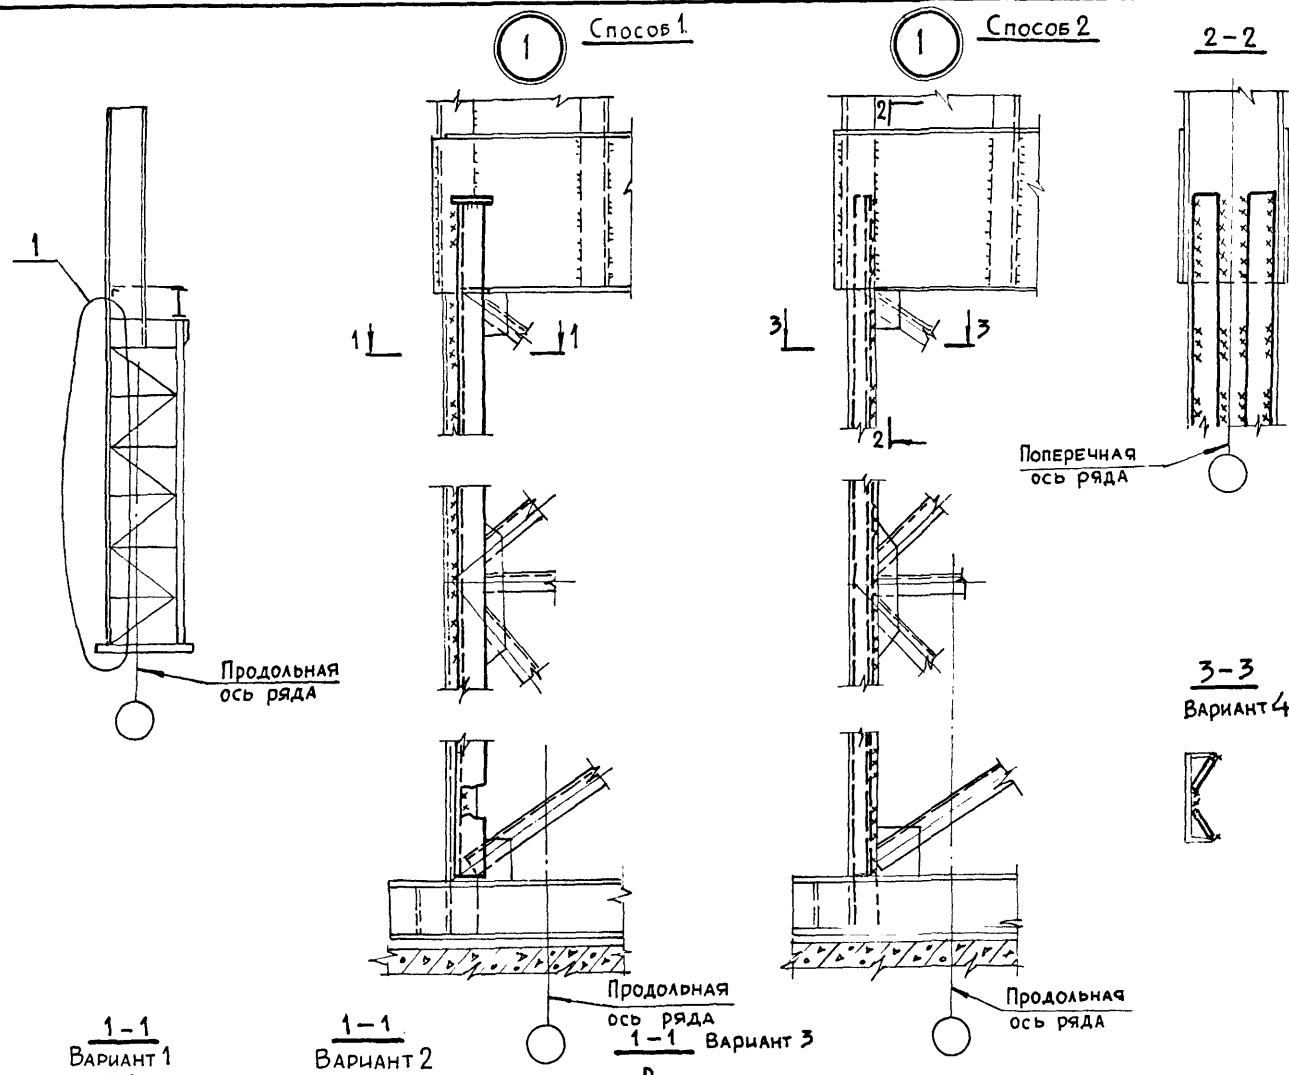 1
Способ 1.
1
Способ 2
2-2
1
2
1
1
3
3
2
Поперечная
ось ряда
Продольная
ось ряда
3-3
Вариант 4
Продольная
ось ряда
Продольная
ось ряда
1-1
Вариант 1
1-1
Вариант 2
1-1 Вариант 3